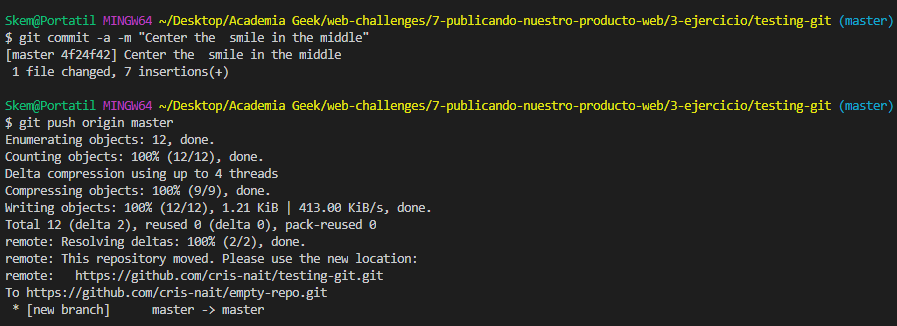 Skem@Portatil MINGW64 ~/Desktop/Academia Geek/web-challenges/7-publicando-nuestro-producto-web/3-ejercicio/testing-git (master)
$ git commit -a -m "Center the  smile in the middle"
[master 4f24f42] Center the  smile in the middle
 1 file changed, 7 insertions(+)
Skem@Portatil MINGW64 ~/Desktop/Academia Geek/web-challenges/7-publicando-nuestro-producto-web/3-ejercicio/testing-git (master)
$ git push origin master
Enumerating objects: 12, done.
Counting objects: 100% (12/12), done.
Delta compression using up to 4 threads
Compressing objects: 100% (9/9), done.
Writing objects: 100% (12/12), 1.21 KiB | 413.00 KiB/s, done.
Total 12 (delta 2), reused 0 (delta 0), pack-reused 0
remote: Resolving deltas: 100% (2/2), done.
remote: This repository moved. Please use the new location:
remote:   https://github.com/cris-nait/testing-git.git
To https://github.com/cris-nait/empty-repo.git
 * [new branch]      master -> master